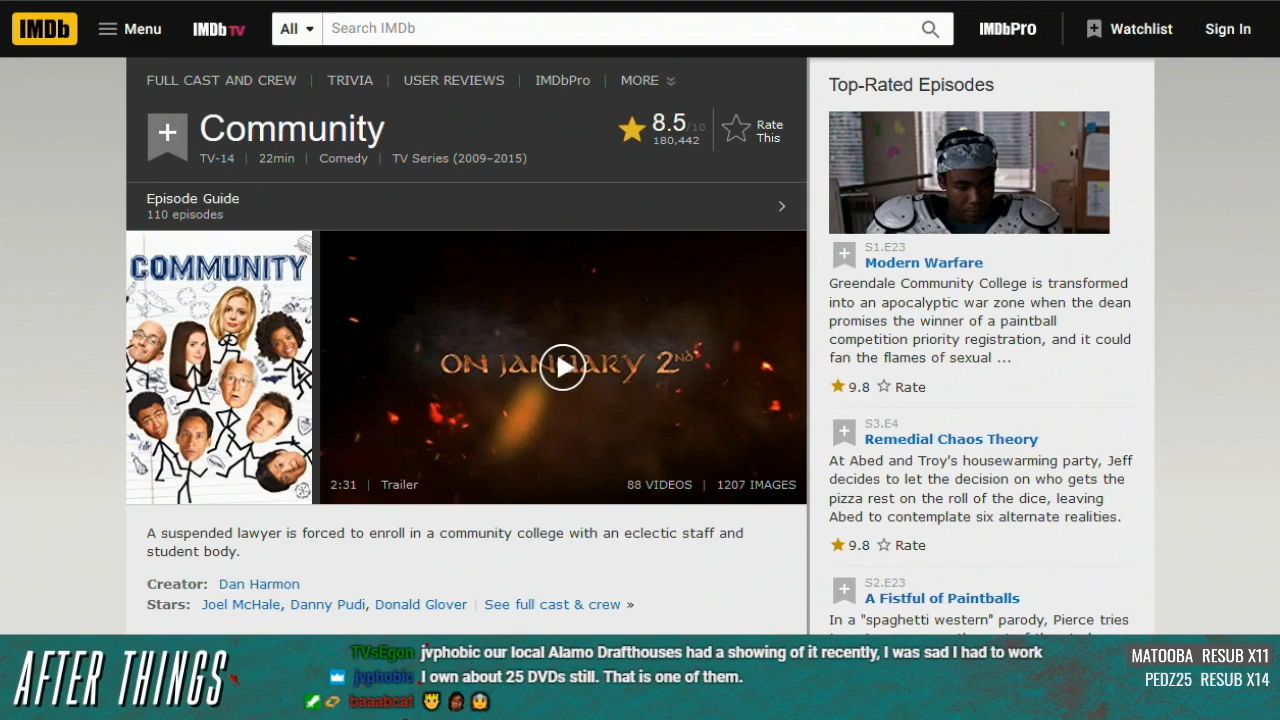 IMDb Menu IMDb TV All Search IMDb IMDbPro Watchlist Sign In
FULL CAST AND CREW | TRIVIA | USER REVIEWS | IMDbPro | MORE
Community
8.5/10
180,442
Rate This
TV-14 | 22min | Comedy | TV Series (2009–2015)
Episode Guide
110 episodes
COMMUNITY
ON JANUARY 2nd
2:31 | Trailer
88 VIDEOS | 1207 IMAGES
A suspended lawyer is forced to enroll in a community college with an eclectic staff and
student body.
Creator: Dan Harmon
Stars: Joel McHale, Danny Pudi, Donald Glover | See full cast & crew »
Top-Rated Episodes
S1.E23
Modern Warfare
Greendale Community College is transformed
into an apocalyptic war zone when the dean
promises the winner of a paintball
competition priority registration, and it could
fan the flames of sexual ...
9.8 Rate
S3.E4
Remedial Chaos Theory
At Abed and Troy's housewarming party, Jeff
decides to let the decision on who gets the
pizza rest on the roll of the dice, leaving
Abed to contemplate six alternate realities.
9.8 Rate
S2.E23
A Fistful of Paintballs
In a "spaghetti western" parody, Pierce tries
AFTER THINGS
TVsEgon jvphobic our local Alamo Drafthouses had a showing of it recently, I was sad I had to work
jvphobic I own about 25 DVDs still. That is one of them.
baaabcat
MATOOBA RESUB X11
PEDZ25 RESUB X14